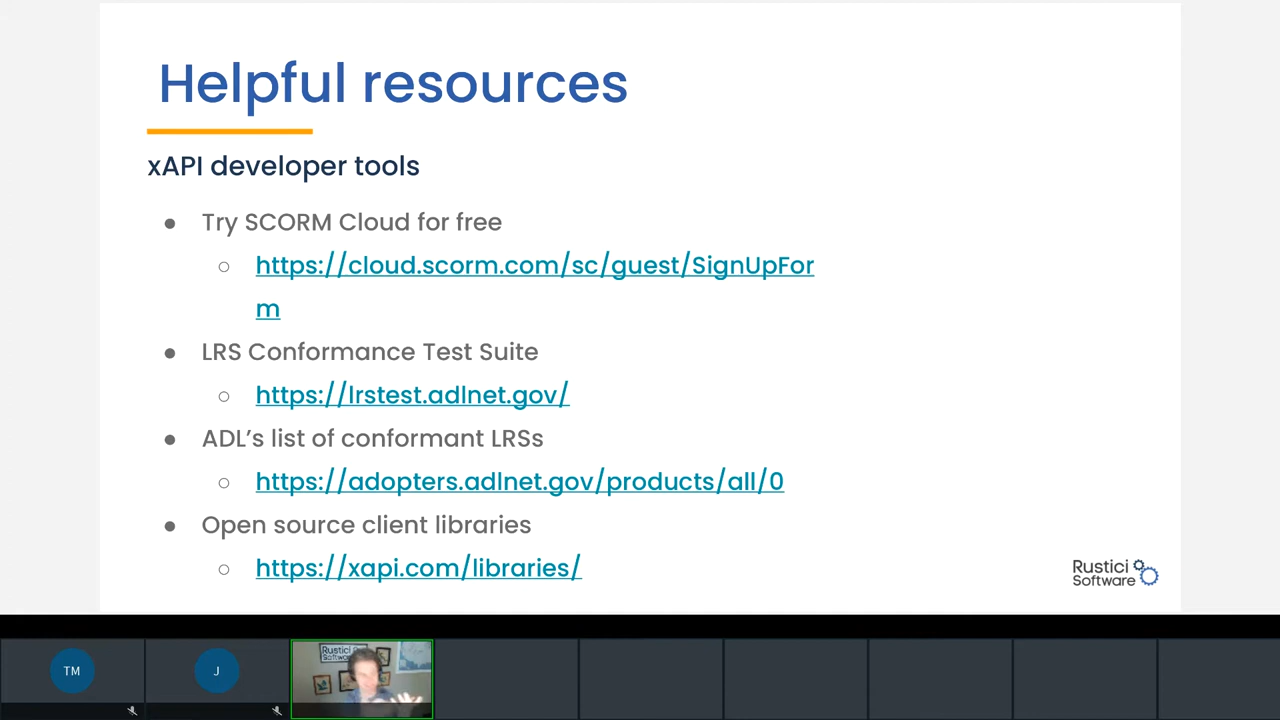 Helpful resources
xAPI developer tools
● Try SCORM Cloud for free
○ https://cloud.scorm.com/sc/guest/SignUpFor
m
● LRS Conformance Test Suite
○ https://lrstest.adlnet.gov/
● ADL’s list of conformant LRSs
○ https://adopters.adlnet.gov/products/all/0
● Open source client libraries
○ https://xapi.com/libraries/
Rustici
Software
TM
J
Rustici
Software